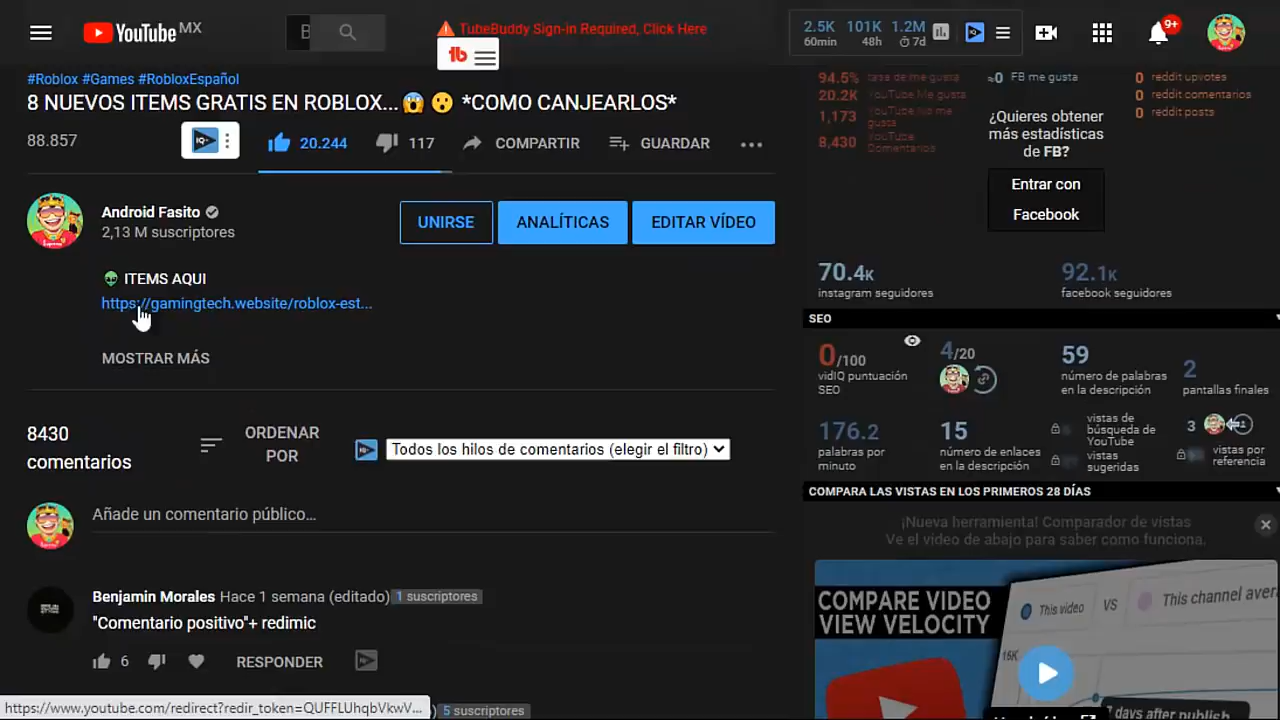 YouTube MX
B
TubeBuddy Sign-in Required, Click Here
tb
2.5K 101K 1.2M
60min 48h 7d
9+
#Roblox #Games #RobloxEspañol
8 NUEVOS ITEMS GRATIS EN ROBLOX...😱 😮 *COMO CANJEARLOS*
88.857
20.244
117
COMPARTIR
GUARDAR
Android Fasito
2,13 M suscriptores
UNIRSE
ANALÍTICAS
EDITAR VÍDEO
👽 ITEMS AQUI
https://gamingtech.website/roblox-est...
MOSTRAR MÁS
8430
comentarios
ORDENAR
POR
Todos los hilos de comentarios (elegir el filtro)
Añade un comentario público...
Benjamin Morales Hace 1 semana (editado) 1 suscriptores
"Comentario positivo"+ redimic
6
RESPONDER
https://www.youtube.com/redirect?redir_token=QUFFLUhqbVkwV...
) 5 suscriptores
94.5% tasa de me gusta
20.2K YouTube Me gusta
1,173 YouTube No me
gusta
8,430 YouTube
Comentarios
≈0 FB me gusta
¿Quieres obtener
más estadísticas
de FB?
Entrar con
Facebook
0 reddit upvotes
0 reddit comentarios
0 reddit posts
70.4K
instagram seguidores
92.1K
facebook seguidores
SEO
0/100
vidIQ puntuación
SEO
4/20
59
número de palabras
en la descripción
2
pantallas finales
176.2
palabras por
minuto
15
número de enlaces
en la descripción
vistas de
búsqueda de
YouTube
vistas
sugeridas
3
vistas por
referencia
COMPARA LAS VISTAS EN LOS PRIMEROS 28 DÍAS
¡Nueva herramienta! Comparador de vistas
Ve el video de abajo para saber como funciona.
COMPARE VIDEO
VIEW VELOCITY
This video VS This channel aver
15K
7 days after publish